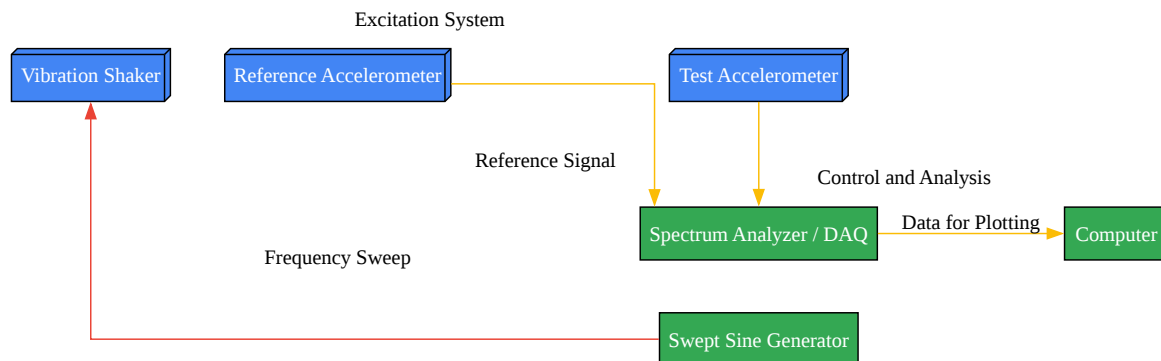 Excitation System
Vibration Shaker
Reference Accelerometer
Test Accelerometer
Reference Signal
Control and Analysis
Spectrum Analyzer / DAQ
Data for Plotting
Computer
Frequency Sweep
Swept Sine Generator